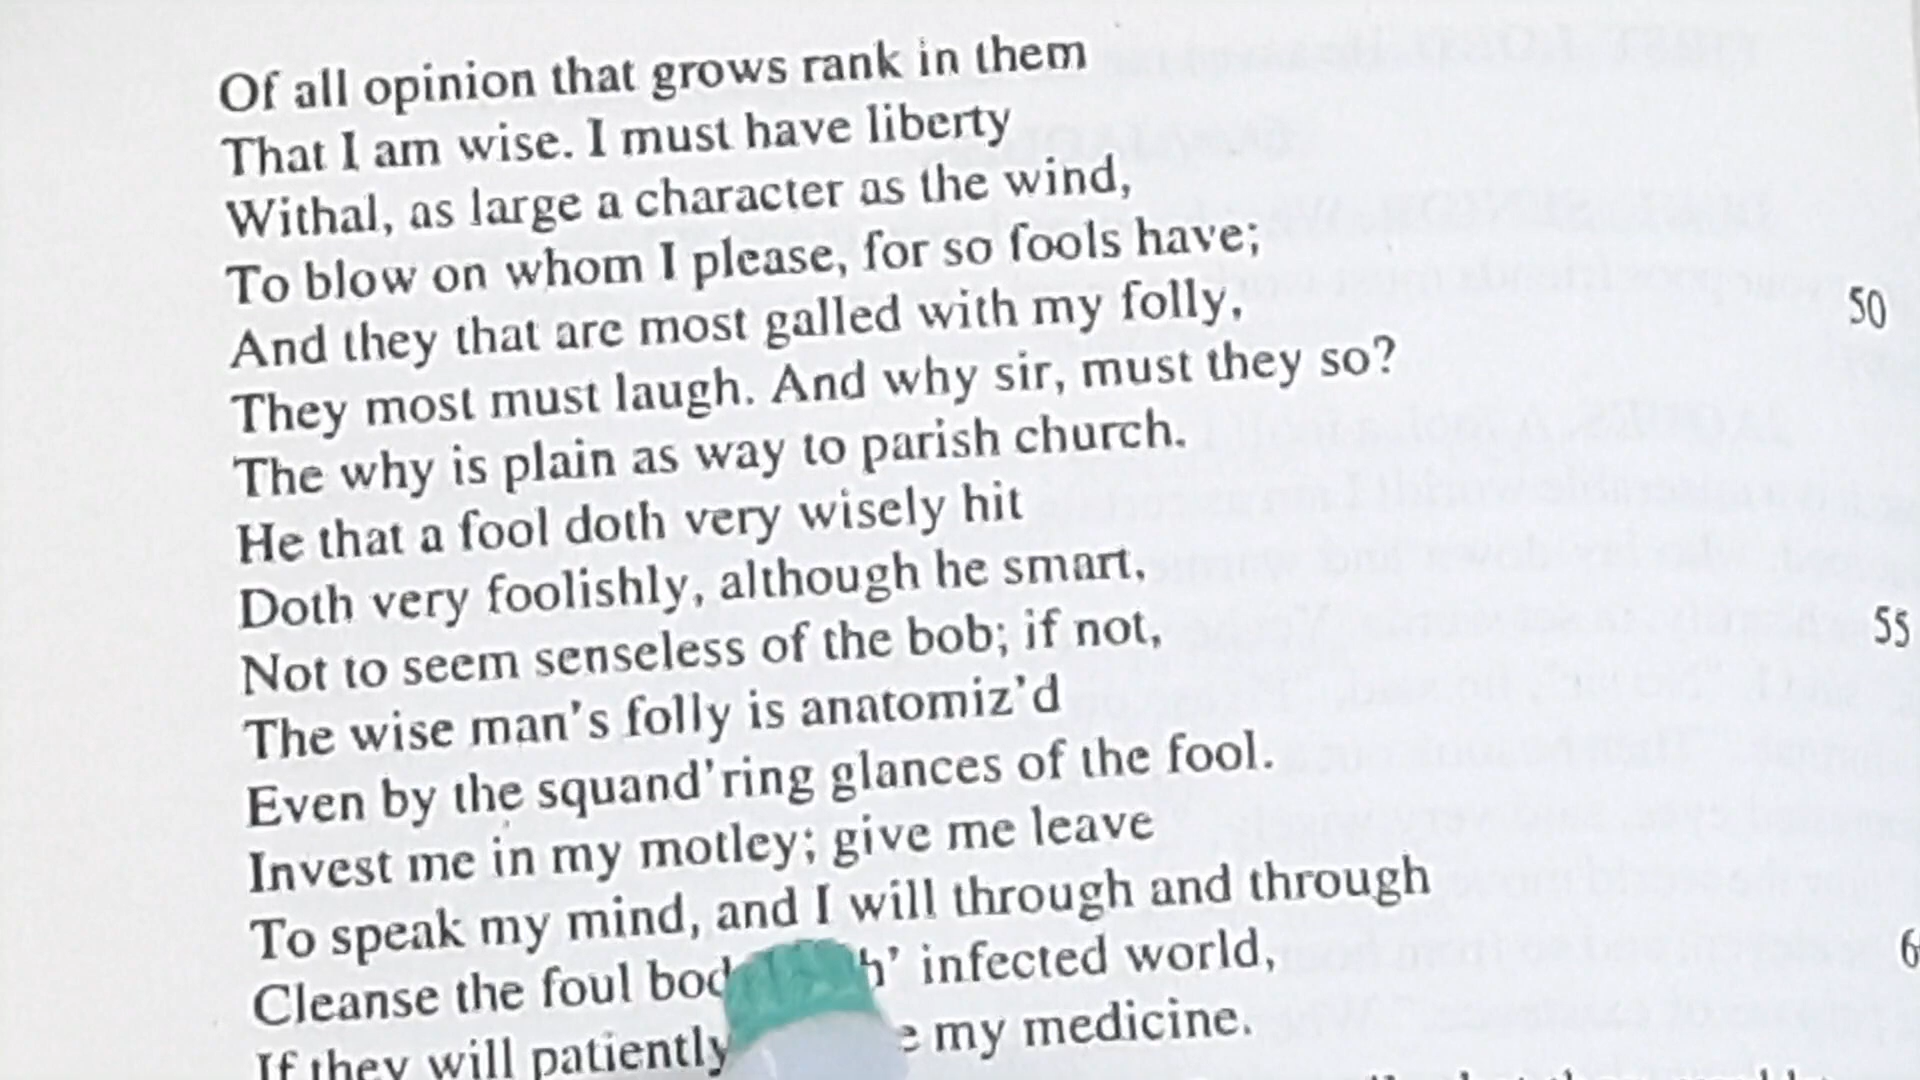 Of all opinion that grows rank in them
That I am wise. I must have liberty
Withal, as large a character as the wind,
To blow on whom I please, for so fools have;
And they that are most galled with my folly,
50
They most must laugh. And why sir, must they so?
The why is plain as way to parish church.
He that a fool doth very wisely hit
Doth very foolishly, although he smart,
Not to seem senseless of the bob; if not,
55
The wise man's folly is anatomiz'd
Even by the squand'ring glances of the fool.
Invest me in my motley; give me leave
To speak my mind, and I will through and through
Cleanse the foul infected world,
If they will patiently my medicine.